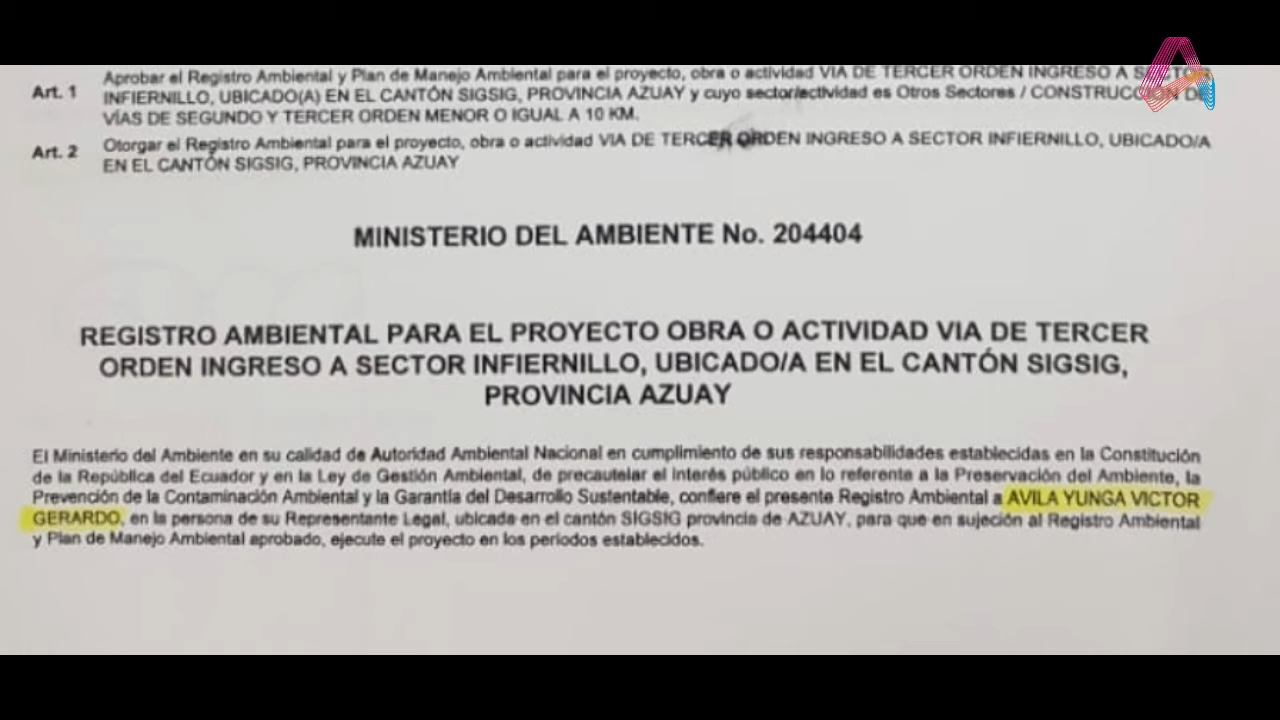 Art. 1 Aprobar el Registro Ambiental y Plan de Manejo Ambiental para el proyecto, obra o actividad VIA DE TERCER ORDEN INGRESO A SECTOR
INFIERNILLO, UBICADO(A) EN EL CANTÓN SIGSIG, PROVINCIA AZUAY y cuyo sector/actividad es Otros Sectores / CONSTRUCCIÓN DE
VÍAS DE SEGUNDO Y TERCER ORDEN MENOR O IGUAL A 10 KM.
Art. 2 Otorgar el Registro Ambiental para el proyecto, obra o actividad VIA DE TERCER ORDEN INGRESO A SECTOR INFIERNILLO, UBICADO/A
EN EL CANTÓN SIGSIG, PROVINCIA AZUAY
MINISTERIO DEL AMBIENTE No. 204404
REGISTRO AMBIENTAL PARA EL PROYECTO OBRA O ACTIVIDAD VIA DE TERCER
ORDEN INGRESO A SECTOR INFIERNILLO, UBICADO/A EN EL CANTÓN SIGSIG,
PROVINCIA AZUAY
El Ministerio del Ambiente en su calidad de Autoridad Ambiental Nacional en cumplimiento de sus responsabilidades establecidas en la Constitución
de la República del Ecuador y en la Ley de Gestión Ambiental, de precautelar el interés público en lo referente a la Preservación del Ambiente, la
Prevención de la Contaminación Ambiental y la Garantía del Desarrollo Sustentable, confiere el presente Registro Ambiental a AVILA YUNGA VICTOR
GERARDO, en la persona de su Representante Legal, ubicada en el cantón SIGSIG provincia de AZUAY, para que en sujeción al Registro Ambiental
y Plan de Manejo Ambiental aprobado, ejecute el proyecto en los períodos establecidos.